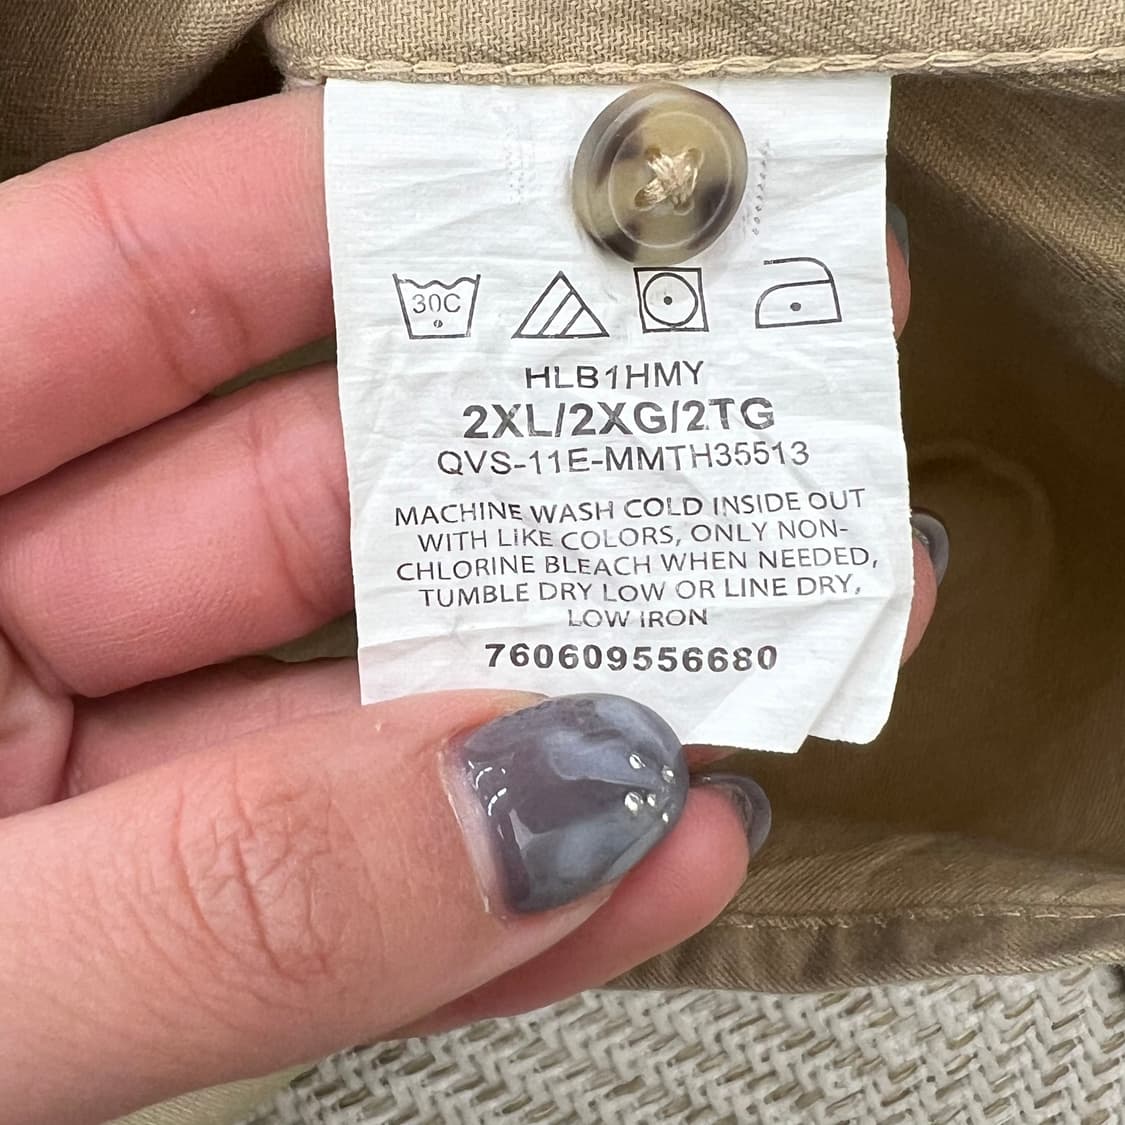 30C
HLB1HMY
2XL/2XG/2TG
QVS-11E-MMTH35513
MACHINE WASH COLD INSIDE OUT
WITH LIKE COLORS, ONLY NON-
CHLORINE BLEACH WHEN NEEDED,
TUMBLE DRY LOW OR LINE DRY,
LOW IRON
760609556680